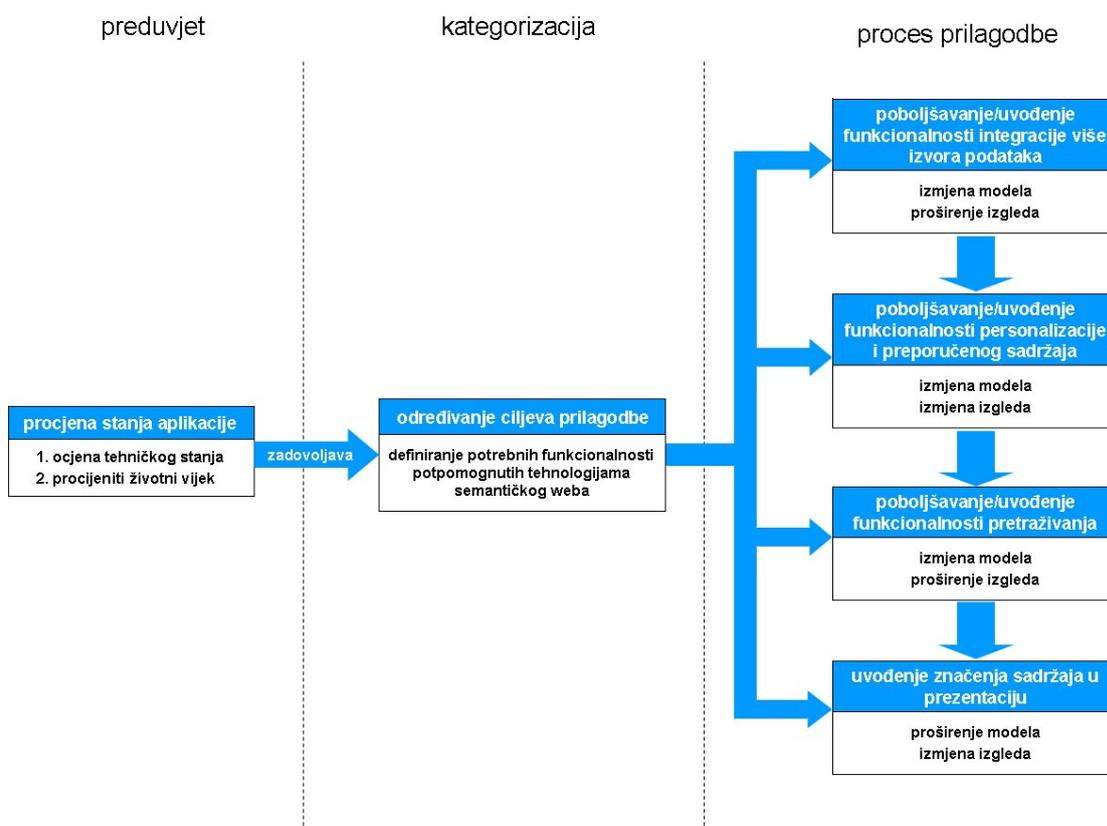 preduvjet
kategorizacija
proces prilagodbe
procjena stanja aplikacije
1. ocjena tehničkog stanja
2. procijeniti životni vijek
zadovoljava
određivanje ciljeva prilagodbe
definiranje potrebnih funkcionalnosti
potpomognutih tehnologijama
semantičkog weba
poboljšavanje/uvođenje
funkcionalnosti integracije više
izvora podataka
izmjena modela
proširenje izgleda
poboljšavanje/uvođenje
funkcionalnosti personalizacije
i preporučenog sadržaja
izmjena modela
izmjena izgleda
poboljšavanje/uvođenje
funkcionalnosti pretraživanja
izmjena modela
proširenje izgleda
uvođenje značenja sadržaja u
prezentaciju
proširenje modela
izmjena izgleda